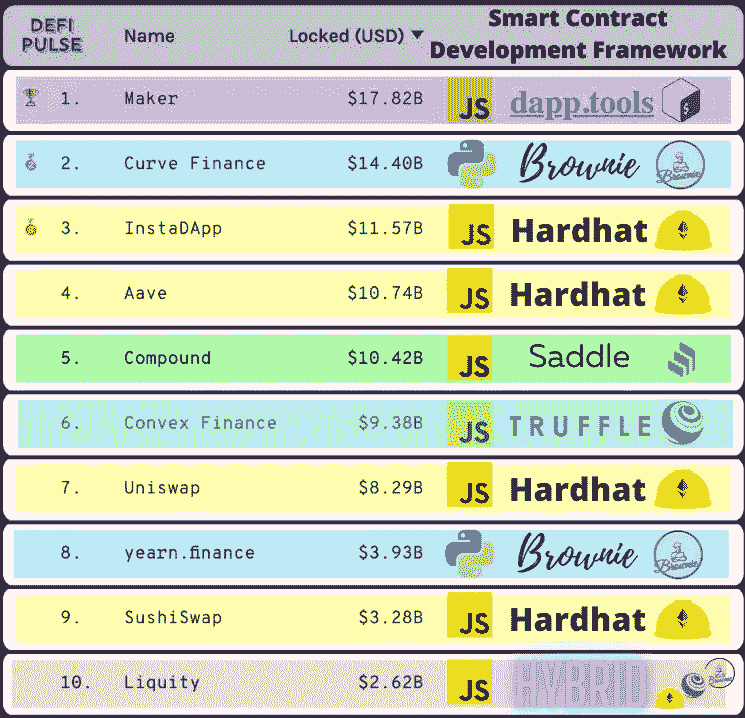 DEFI PULSE Name Locked (USD) ▼ Smart Contract Development Framework
1. Maker $17.82B JS dapp.tools $
2. Curve Finance $14.40B Brownie Brownie
3. InstaDApp $11.57B JS Hardhat
4. Aave $10.74B JS Hardhat
5. Compound $10.42B JS Saddle
6. Convex Finance $9.38B JS TRUFFLE
7. Uniswap $8.29B JS Hardhat
8. yearn.finance $3.93B Brownie Brownie
9. SushiSwap $3.28B JS Hardhat
10. Liquity $2.62B JS HYBRID Brownie